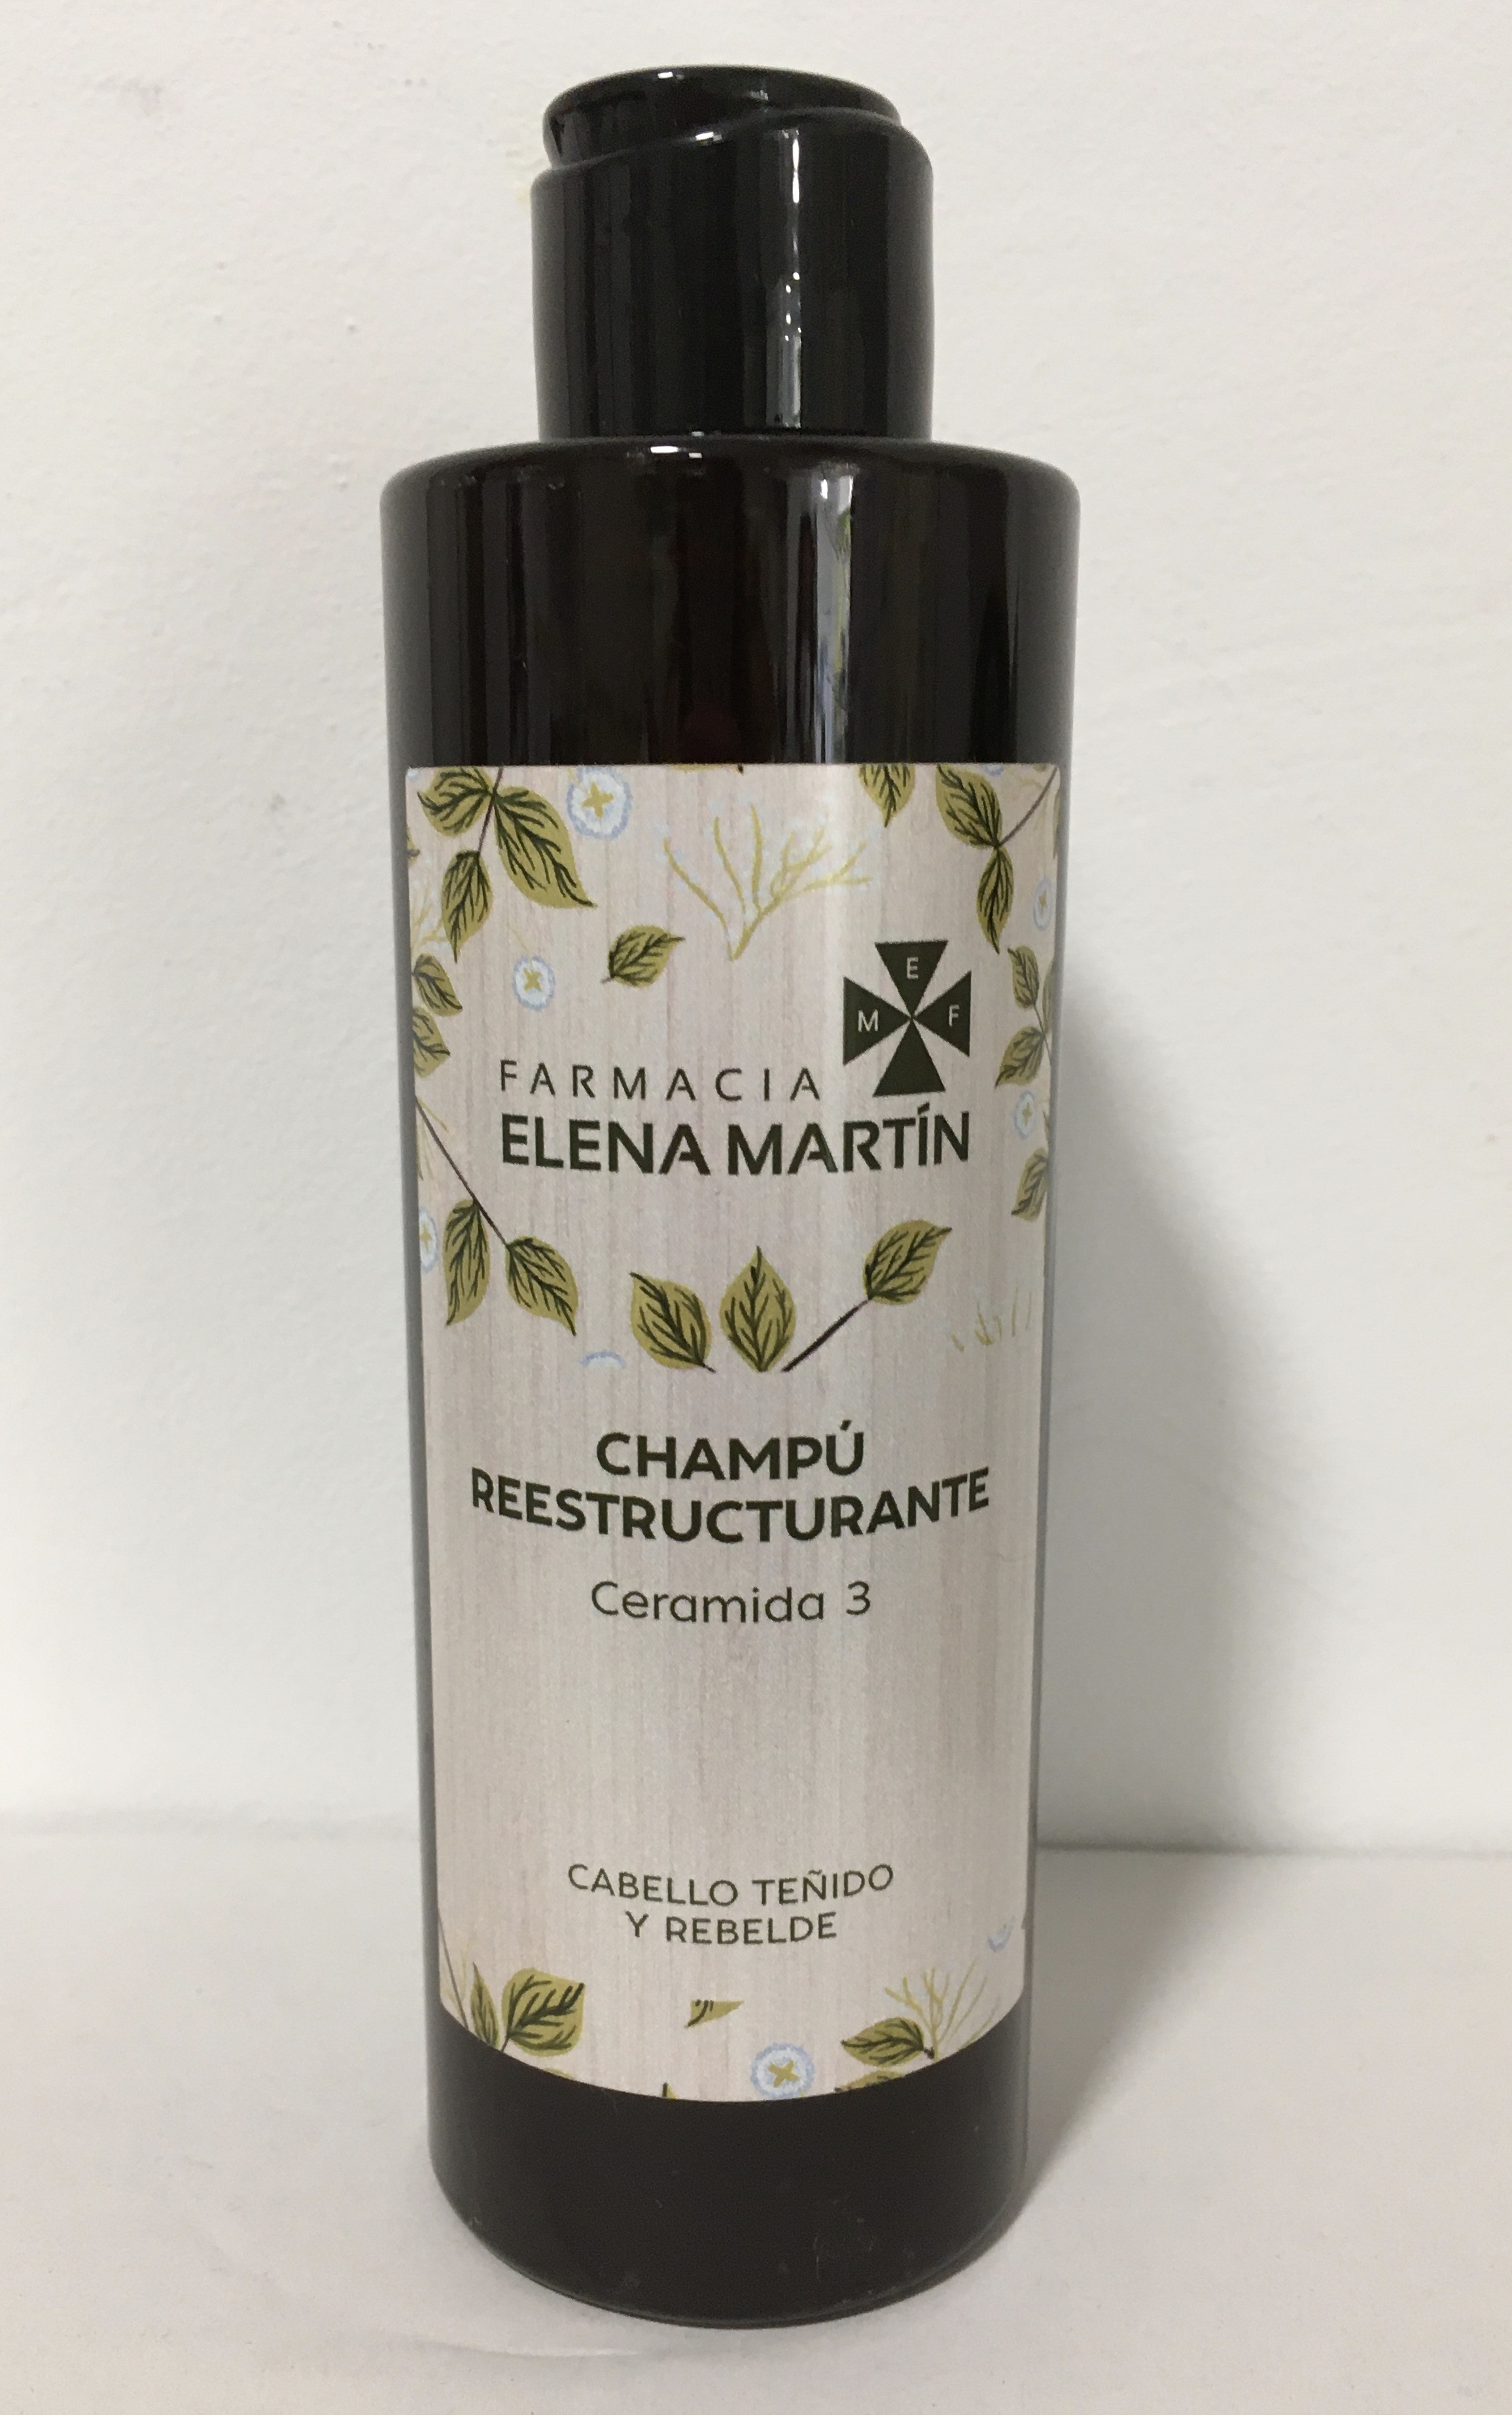 E
M F
FARMACIA
ELENA MARTÍN
CHAMPÚ
REESTRUCTURANTE
Ceramida 3
CABELLO TEÑIDO
Y REBELDE